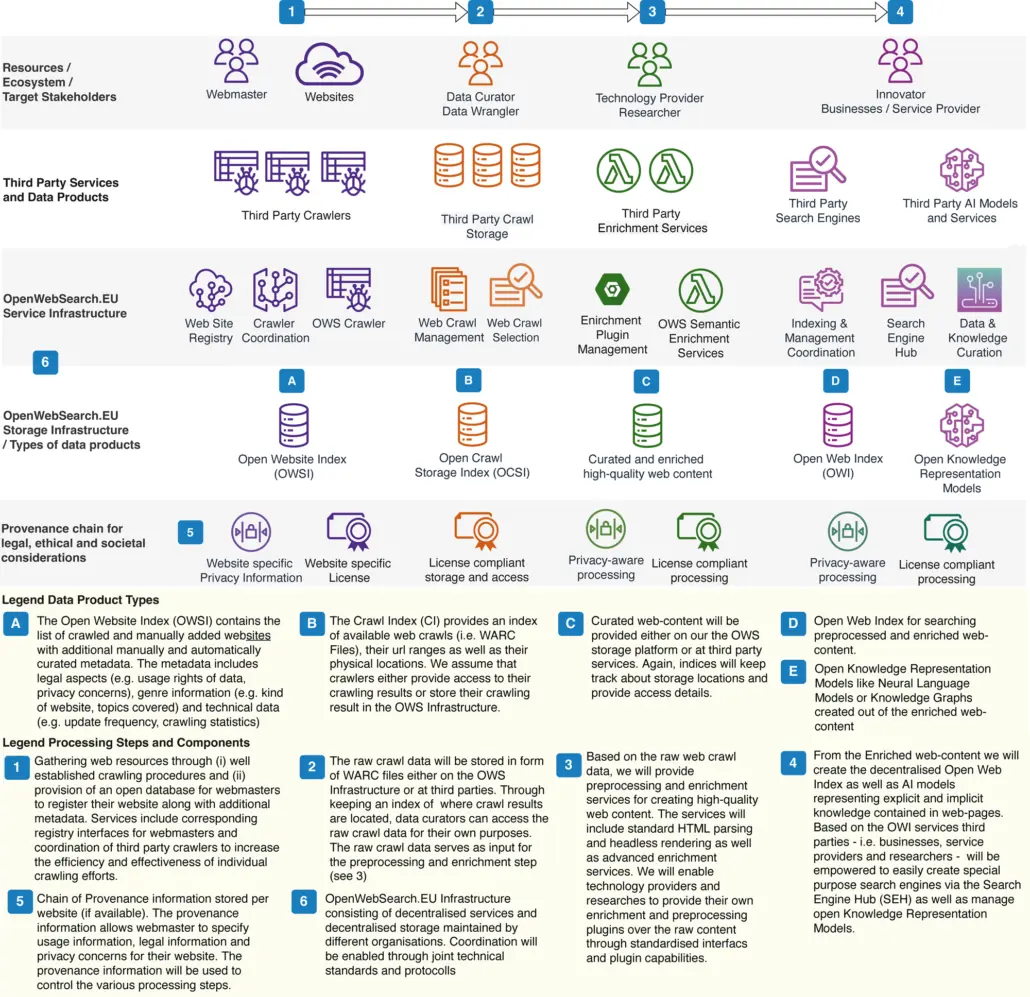 1
2
3
4
Resources /
Ecosystem /
Target Stakeholders
Webmaster
Websites
Data Curator
Data Wrangler
Technology Provider
Researcher
Innovator
Businesses / Service Provider
Third Party Services
and Data Products
Third Party Crawlers
Third Party Crawl
Storage
Third Party
Enrichment Services
Third Party
Search Engines
Third Party AI Models
and Services
OpenWebSearch.EU
Service Infrastructure
Web Site
Registry
Crawler
Coordination
OWS Crawler
Web Crawl
Management
Web Crawl
Selection
Enirchment
Plugin
Management
OWS Semantic
Enrichment
Services
Indexing &
Management
Coordination
Search
Engine
Hub
Data &
Knowledge
Curation
6
A
B
C
D
E
OpenWebSearch.EU
Storage Infrastructure
/ Types of data products
Open Website Index
(OWSI)
Open Crawl
Storage Index (OCSI)
Curated and enriched
high-quality web content
Open Web Index
(OWI)
Open Knowledge
Representation
Models
Provenance chain for
legal, ethical and societal
considerations
5
Website specific
Privacy Information
Website specific
License
License compliant
storage and access
Privacy-aware
processing
License compliant
processing
Privacy-aware
processing
License compliant
processing
Legend Data Product Types
A
The Open Website Index (OWSI) contains the
list of crawled and manually added websites
with additional manually and automatically
curated metadata. The metadata includes
legal aspects (e.g. usage rights of data,
privacy concerns), genre information (e.g. kind
of website, topics covered) and technical data
(e.g. update frequency, crawling statistics)
B
The Crawl Index (CI) provides an index
of available web crawls (i.e. WARC
Files), their url ranges as well as their
physical locations. We assume that
crawlers either provide access to their
crawling results or store their crawling
result in the OWS Infrastructure.
C
Curated web-content will be
provided either on our the OWS
storage platform or at third party
services. Again, indices will keep
track about storage locations and
provide access details.
D
Open Web Index for searching
preprocessed and enriched web-
content.
E
Open Knowledge Representation
Models like Neural Language
Models or Knowledge Graphs
created out of the enriched web-
content
Legend Processing Steps and Components
1
Gathering web resources through (i) well
established crawling procedures and (ii)
provision of an open database for webmasters
to register their website along with additional
metadata. Services include corresponding
registry interfaces for webmasters and
coordination of third party crawlers to increase
the efficiency and effectiveness of individual
crawling efforts.
2
The raw crawl data will be stored in form
of WARC files either on the OWS
Infrastructure or at third parties. Through
keeping an index of  where crawl results
are located, data curators can access the
raw crawl data for their own purposes.
The raw crawl data serves as input for
the preprocessing and enrichment step
(see 3)
3
Based on the raw web crawl
data, we will provide
preprocessing and enrichment
services for creating high-quality
web content. The services will
include standard HTML parsing
and headless rendering as well
as advanced enrichment
services. We will enable
technology providers and
researches to provide their own
enrichment and preprocessing
plugins over the raw content
through standardised interfacs
and plugin capabilities.
4
From the Enriched web-content we will
create the decentralised Open Web
Index as well as AI models
representing explicit and implicit
knowledge contained in web-pages.
Based on the OWI services third
parties - i.e. businesses, service
providers and researchers -  will be
empowered to easily create special
purpose search engines via the Search
Engine Hub (SEH) as well as manage
open Knowledge Representation
Models.
5
Chain of Provenance information stored per
website (if available). The provenance
information allows webmaster to specify
usage information, legal information and
privacy concerns for their website. The
provenance information will be used to
control the various processing steps.
6
OpenWebSearch.EU Infrastructure
consisting of decentralised services and
decentralised storage maintained by
different organisations. Coordination will
be enabled through joint technical
standards and protocolls